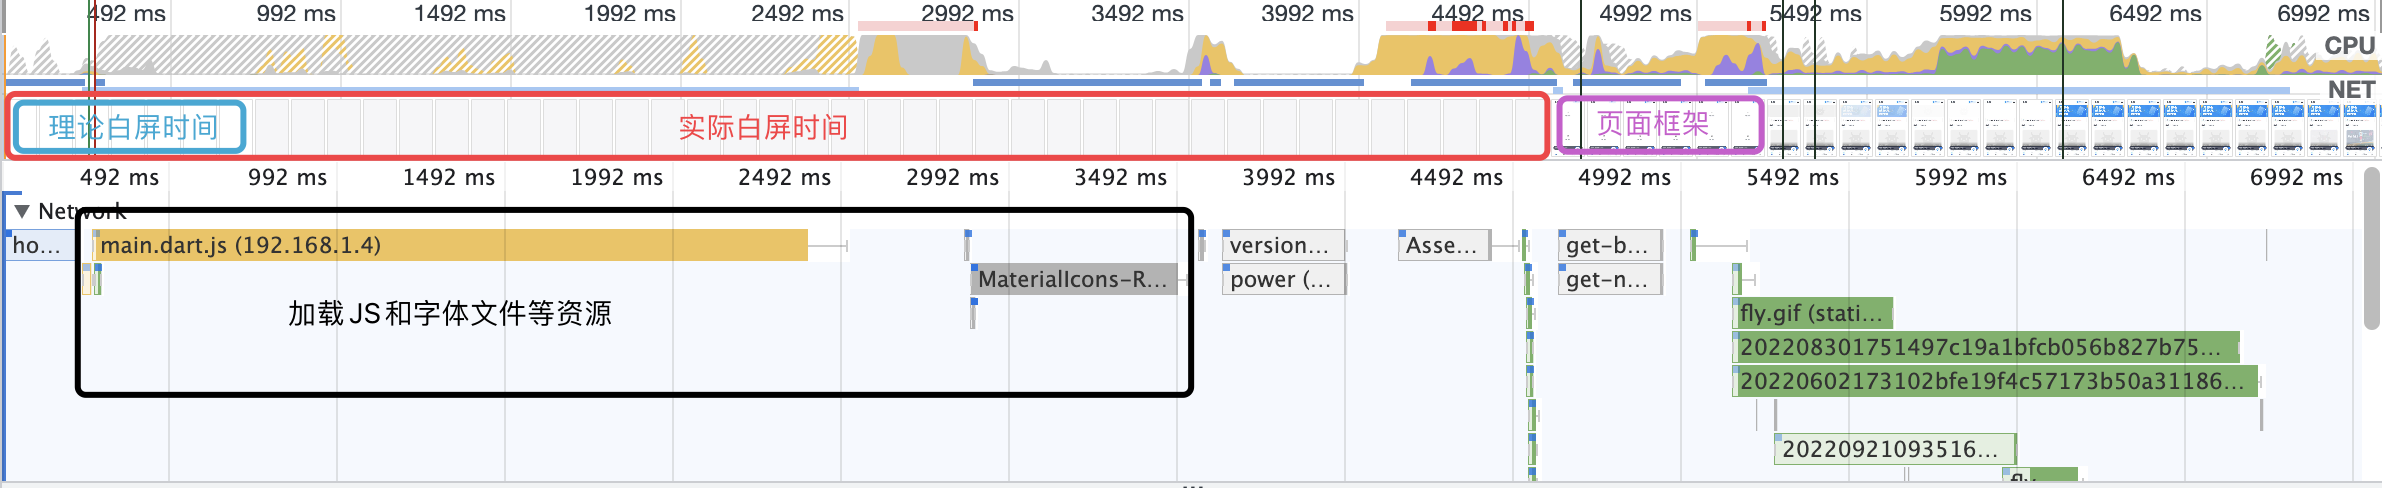 492 ms 992 ms 1492 ms 1992 ms 2492 ms 2992 ms 3492 ms 3992 ms 4492 ms 4992 ms 5492 ms 5992 ms 6492 ms 6992 ms
CPU
NET
理论白屏时间 实际白屏时间 页面框架
492 ms 992 ms 1492 ms 1992 ms 2492 ms 2992 ms 3492 ms 3992 ms 4492 ms 4992 ms 5492 ms 5992 ms 6492 ms 6992 ms
▼ Network
ho... main.dart.js (192.168.1.4) version... Asse... get-b...
MaterialIcons-R... power (... get-n...
加载JS和字体文件等资源 fly.gif (stati...
202208301751497c19a1bfcb056b827b75...
20220602173102bfe19f4c57173b50a31186...
20220921093516...